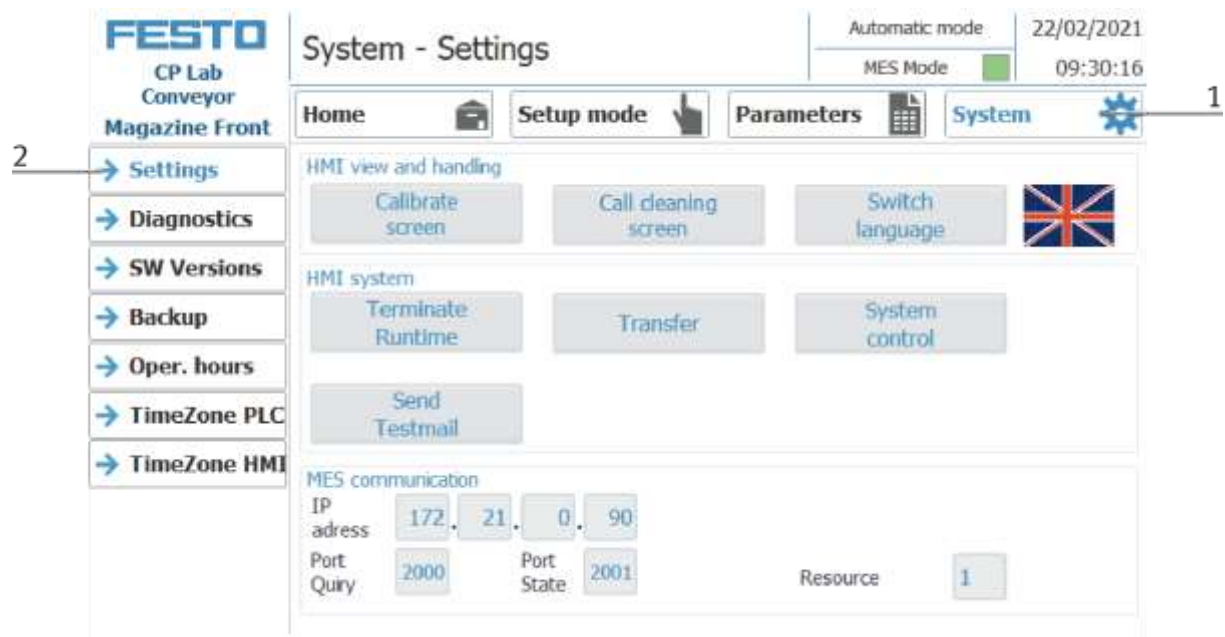 FESTO
CP Lab
Conveyor
Magazine Front
System - Settings
Automatic mode
MES Mode
22/02/2021
09:30:16
Home
Setup mode
Parameters
System
1
2
Settings
Diagnostics
SW Versions
Backup
Oper. hours
TimeZone PLC
TimeZone HMI
HMI view and handling
Calibrate
screen
Call cleaning
screen
Switch
language
HMI system
Terminate
Runtime
Transfer
System
control
Send
Testmail
MES communication
IP
adress
172 . 21 . 0 . 90
Port
Quiry
2000
Port
State
2001
Resource
1